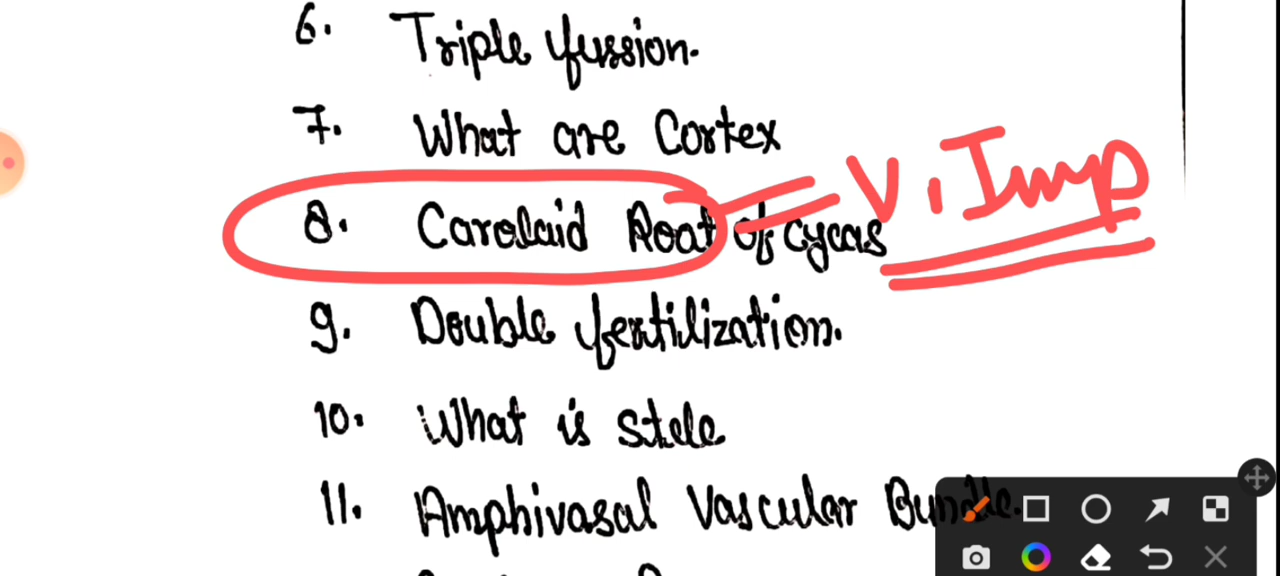 6. Triple fussion.
7. What are Cortex
8. Carolaid Root of Cycas = V. Imp
9. Double fertilization.
10. What is stele
11. Amphivasal Vascular Bundle.